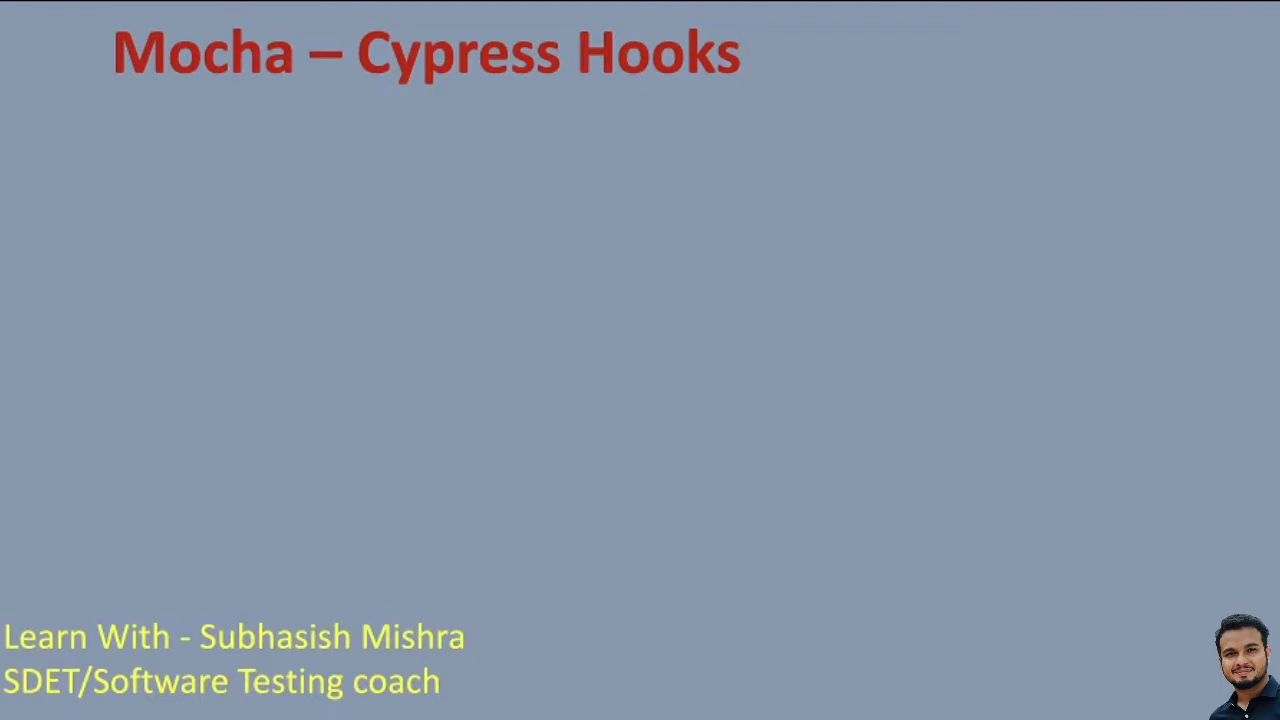 Mocha – Cypress Hooks
Learn With - Subhasish Mishra
SDET/Software Testing coach